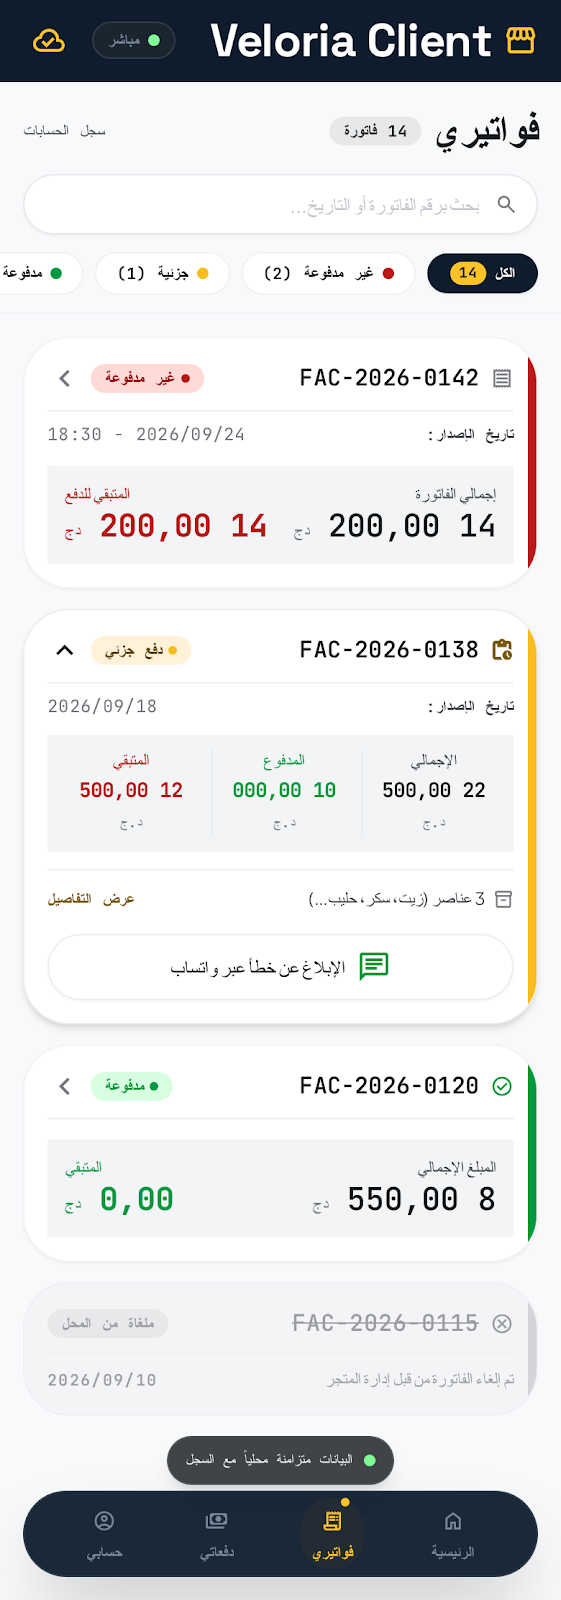 Veloria Client
مباشر
فواتيري
14 فاتورة
سجل الحسابات
بحث برقم الفاتورة أو التاريخ...
الكل 14
غير مدفوعة (2)
جزئية (1)
مدفوعة
FAC-2026-0142
غير مدفوعة
تاريخ الإصدار:
2026/09/24 - 18:30
إجمالي الفاتورة
المتبقي للدفع
14 200,00 دج
14 200,00 دج
FAC-2026-0138
دفع جزئي
تاريخ الإصدار:
2026/09/18
الإجمالي
المدفوع
المتبقي
22 500,00
10 000,00
12 500,00
د.ج
د.ج
د.ج
3 عناصر (زيت، سكر، حليب...)
عرض التفاصيل
الإبلاغ عن خطأ عبر واتساب
FAC-2026-0120
مدفوعة
المبلغ الإجمالي
المتبقي
8 550,00 دج
0,00 دج
FAC-2026-0115
ملغاة من المحل
تم إلغاء الفاتورة من قبل إدارة المتجر
2026/09/10
البيانات متزامنة محلياً مع السجل
الرئيسية
فواتيري
دفعاتي
حسابي